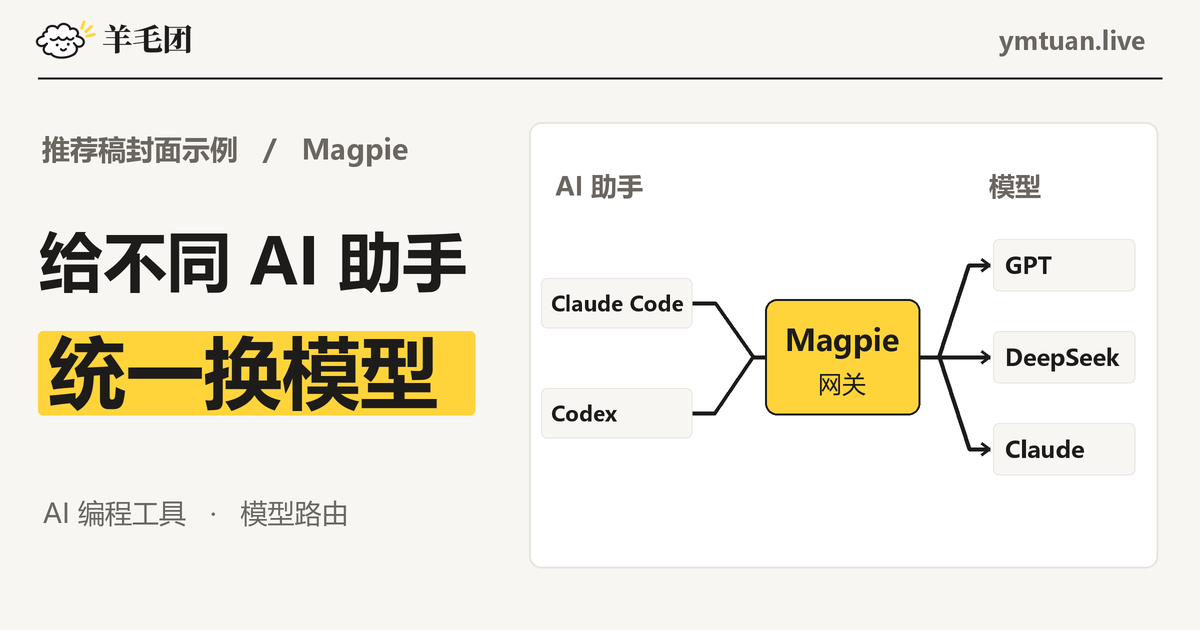 羊毛团
ymtuan.live
推荐稿封面示例 / Magpie
给不同 AI 助手
统一换模型
AI 编程工具 · 模型路由
AI 助手
模型
Claude Code
Codex
Magpie
网关
GPT
DeepSeek
Claude